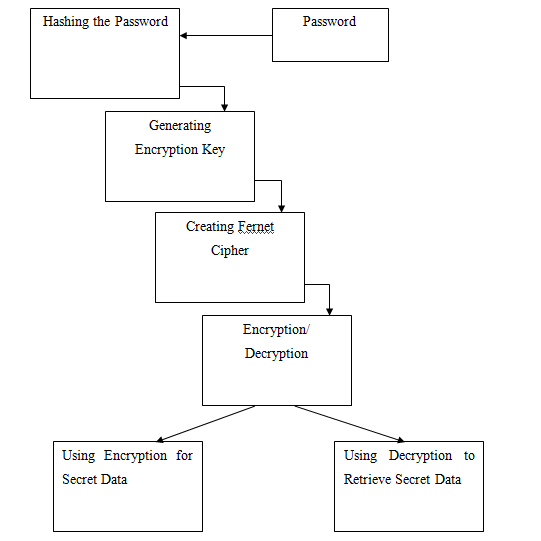 Hashing the Password
Password
Generating
Encryption Key
Creating Fernet
Cipher
Encryption/
Decryption
Using Encryption for
Secret Data
Using Decryption to
Retrieve Secret Data